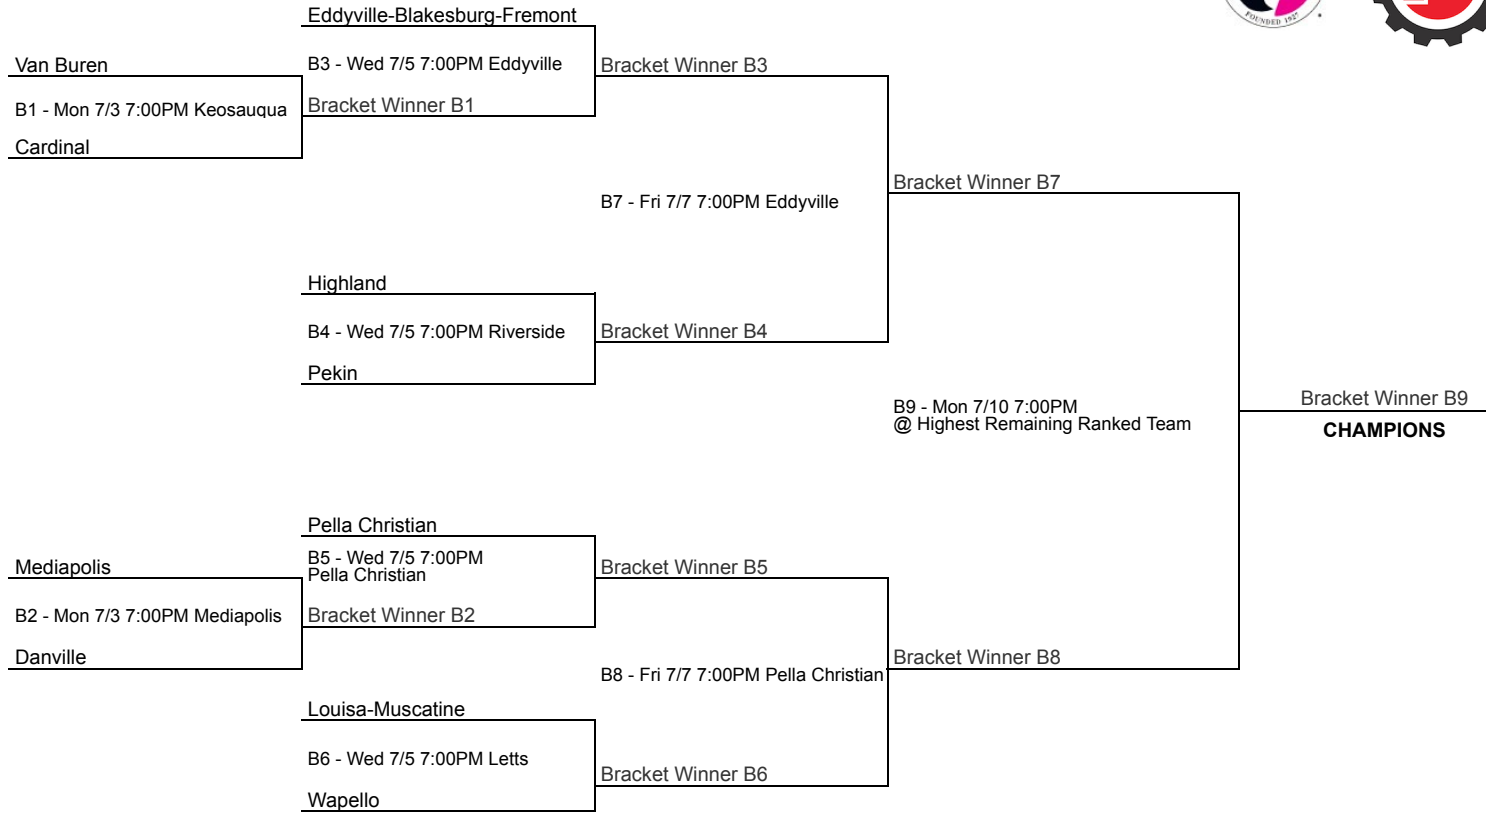 FOUNDED 1927
Eddyville-Blakesburg-Fremont
Van Buren
B3 - Wed 7/5 7:00PM Eddyville
Bracket Winner B3
B1 - Mon 7/3 7:00PM Keosauqua
Bracket Winner B1
Cardinal
Bracket Winner B7
B7 - Fri 7/7 7:00PM Eddyville
Highland
B4 - Wed 7/5 7:00PM Riverside
Bracket Winner B4
Pekin
B9 - Mon 7/10 7:00PM
@ Highest Remaining Ranked Team
Bracket Winner B9
CHAMPIONS
Pella Christian
Mediapolis
B5 - Wed 7/5 7:00PM
Pella Christian
Bracket Winner B5
B2 - Mon 7/3 7:00PM Mediapolis
Bracket Winner B2
Danville
B8 - Fri 7/7 7:00PM Pella Christian
Bracket Winner B8
Louisa-Muscatine
B6 - Wed 7/5 7:00PM Letts
Bracket Winner B6
Wapello